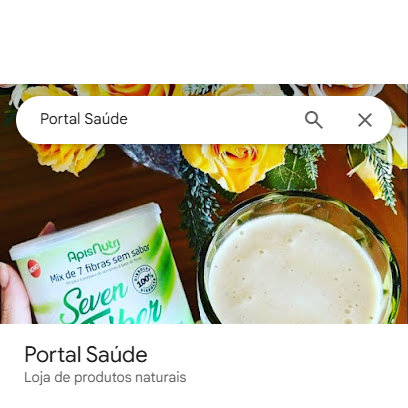 Portal Saúde
ApisNutri
Mix de 7 fibras sem sabor
100%
Seven
Fiber
Portal Saúde
Loja de produtos naturais